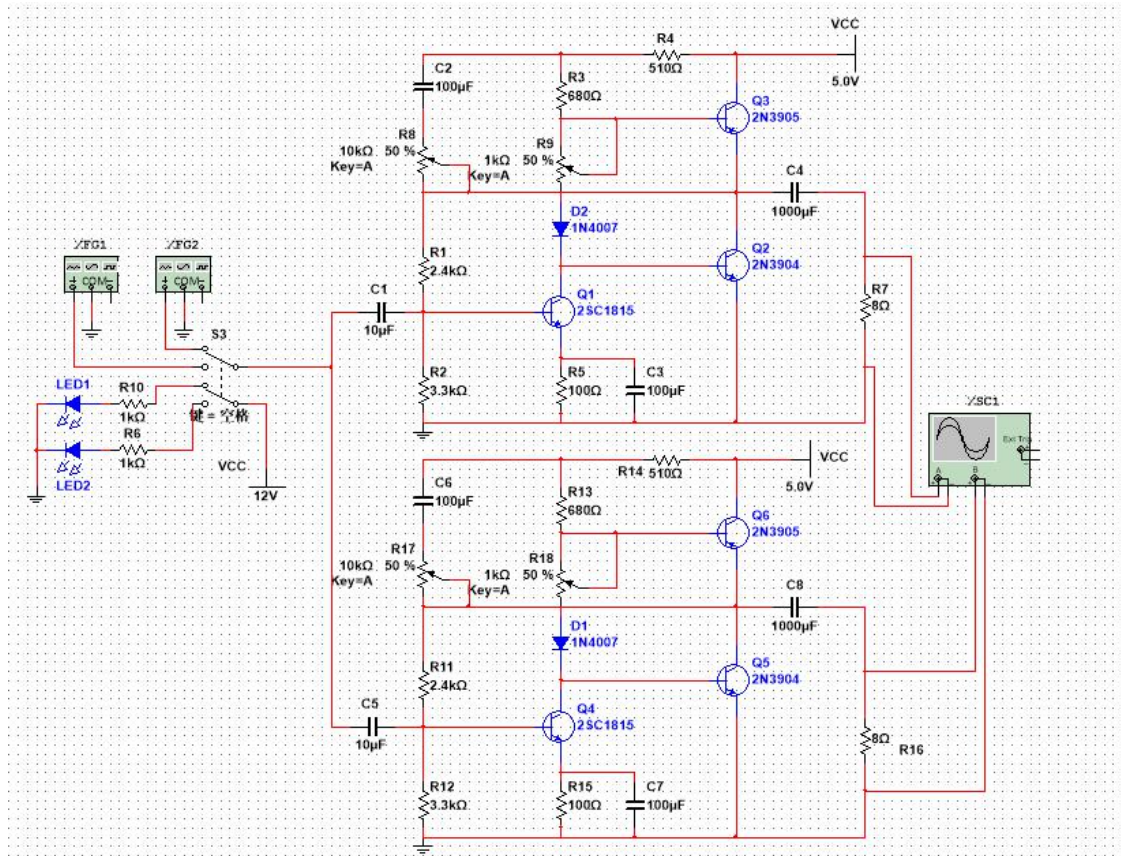 VCC
5.0V
R4
510Ω
C2
100µF
R3
680Ω
Q3
2N3905
R8
10kΩ 50 %
Key=A
R9
1kΩ 50 %
Key=A
C4
1000µF
D2
1N4007
R1
2.4kΩ
Q2
2N3904
XFG1
COM
XFG2
COM
C1
10µF
Q1
2SC1815
R7
8Ω
S3
R2
3.3kΩ
R5
100Ω
C3
100µF
LED1
R10
1kΩ
键 = 空格
R6
1kΩ
LED2
VCC
12V
XSC1
Ext Trig
A
B
VCC
5.0V
R14 510Ω
C6
100µF
R13
680Ω
Q6
2N3905
R17
10kΩ 50 %
Key=A
R18
1kΩ 50 %
Key=A
C8
1000µF
D1
1N4007
R11
2.4kΩ
Q5
2N3904
C5
10µF
Q4
2SC1815
8Ω
R16
R12
3.3kΩ
R15
100Ω
C7
100µF